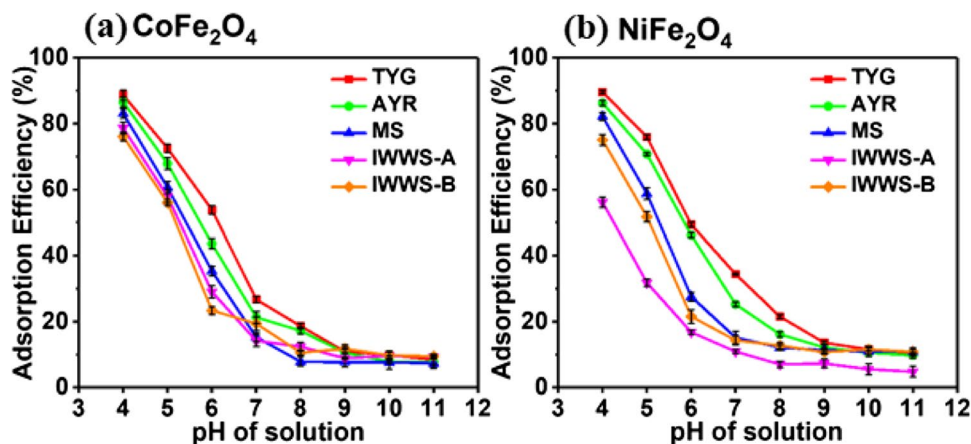 (a) CoFe₂O₄
Adsorption Efficiency (%)
100
80
60
40
20
0
TYG
AYR
MS
IWWS-A
IWWS-B
3 4 5 6 7 8 9 10 11 12
pH of solution
(b) NiFe₂O₄
Adsorption Efficiency (%)
100
80
60
40
20
0
TYG
AYR
MS
IWWS-A
IWWS-B
3 4 5 6 7 8 9 10 11 12
pH of solution